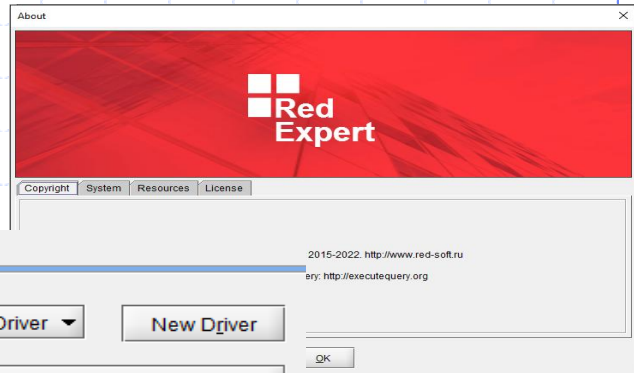 About
Red
Expert
Copyright System Resources License
2015-2022. http://www.red-soft.ru
ery: http://executequery.org
Driver New Driver
OK